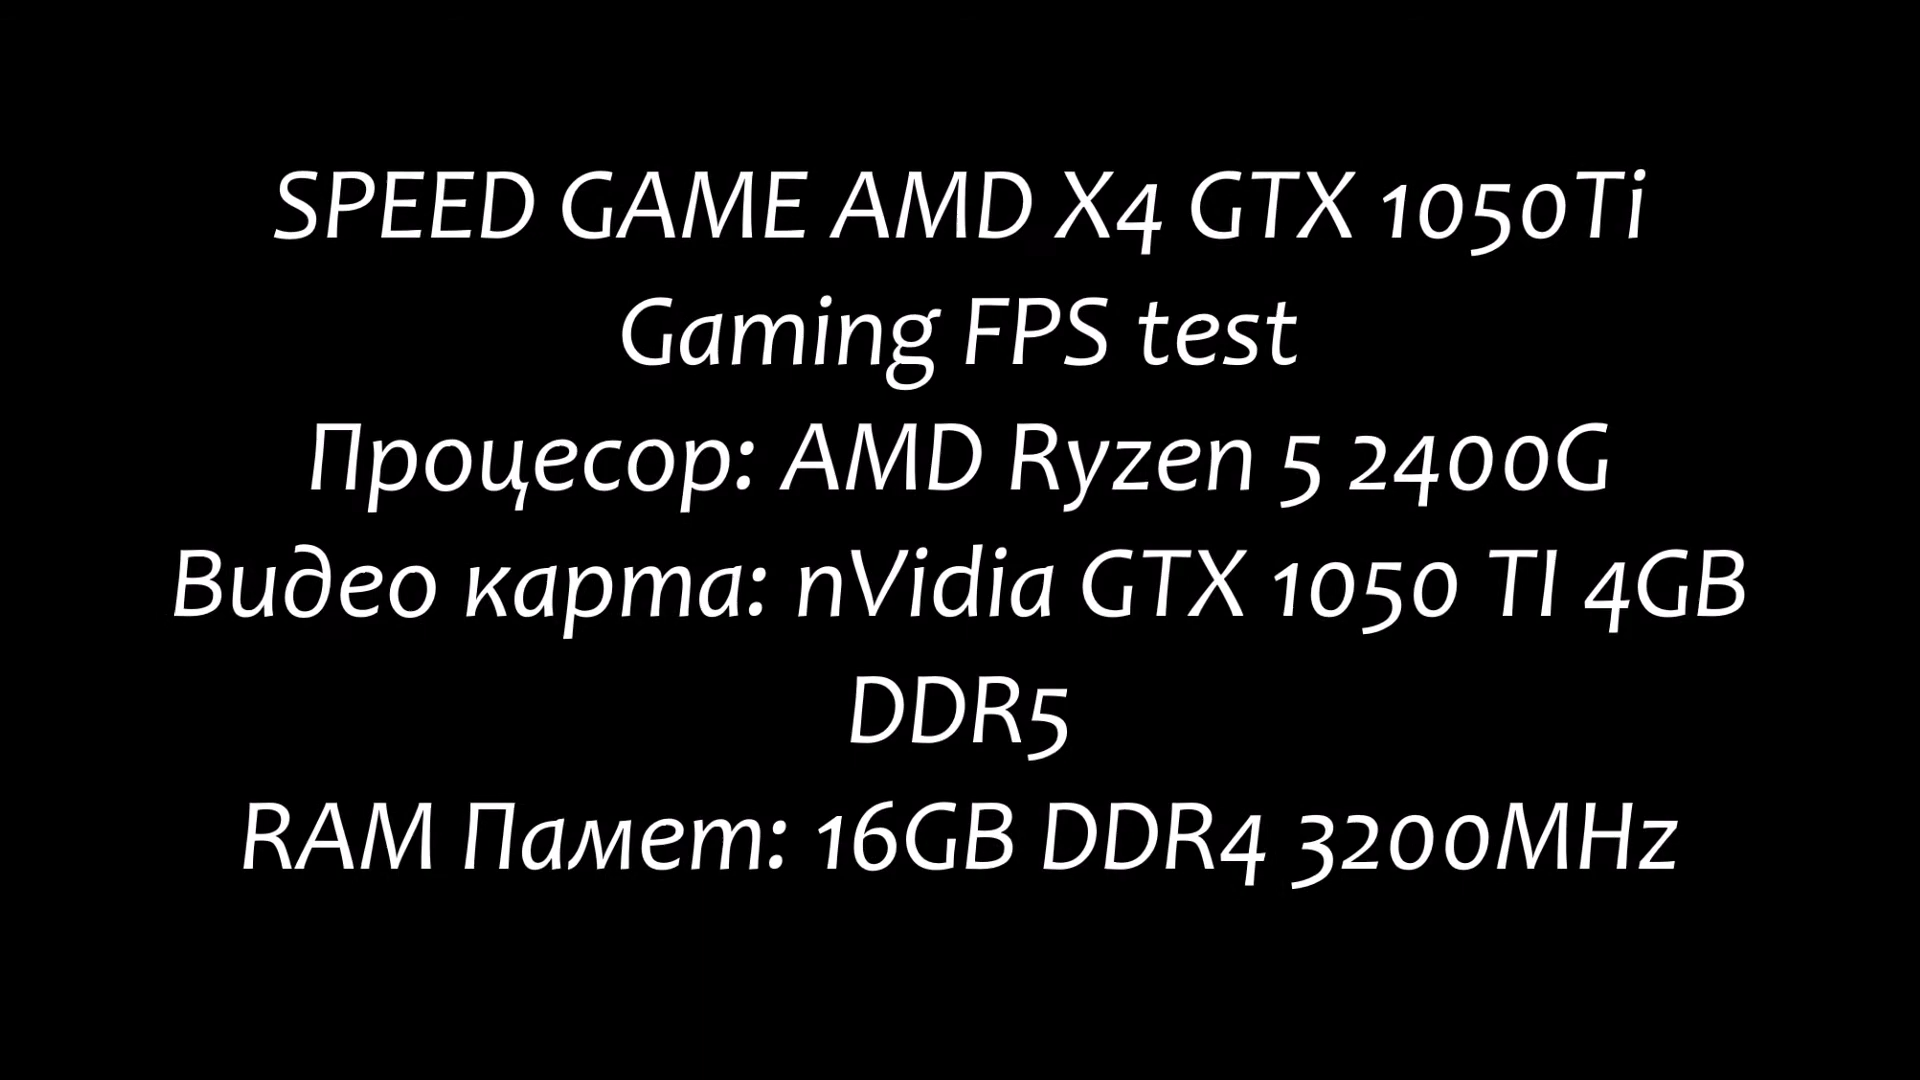 SPEED GAME AMD X4 GTX 1050Ti
Gaming FPS test
Процесор: AMD Ryzen 5 2400G
Видео карта: nVidia GTX 1050 TI 4GB
DDR5
RAM Памет: 16GB DDR4 3200MHz